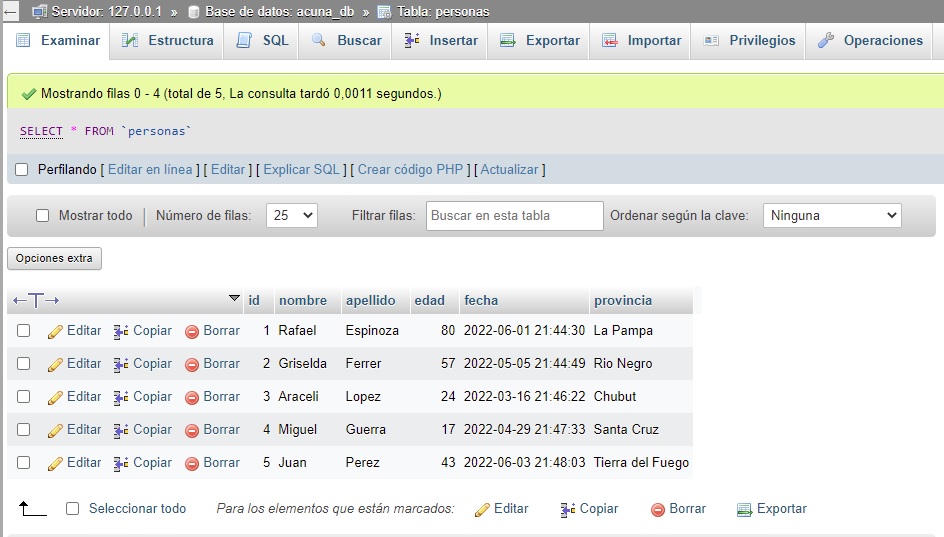 Servidor: 127.0.0.1 » Base de datos: acuna_db » Tabla: personas
Examinar Estructura SQL Buscar Insertar Exportar Importar Privilegios Operaciones
Mostrando filas 0 - 4 (total de 5, La consulta tardó 0,0011 segundos.)
SELECT * FROM `personas`
Perfilando [ Editar en línea ] [ Editar ] [ Explicar SQL ] [ Crear código PHP ] [ Actualizar ]
Mostrar todo Número de filas: 25 Filtrar filas: Buscar en esta tabla Ordenar según la clave: Ninguna
Opciones extra
←T→ id nombre apellido edad fecha provincia
Editar Copiar Borrar 1 Rafael Espinoza 80 2022-06-01 21:44:30 La Pampa
Editar Copiar Borrar 2 Griselda Ferrer 57 2022-05-05 21:44:49 Rio Negro
Editar Copiar Borrar 3 Araceli Lopez 24 2022-03-16 21:46:22 Chubut
Editar Copiar Borrar 4 Miguel Guerra 17 2022-04-29 21:47:33 Santa Cruz
Editar Copiar Borrar 5 Juan Perez 43 2022-06-03 21:48:03 Tierra del Fuego
Seleccionar todo Para los elementos que están marcados: Editar Copiar Borrar Exportar